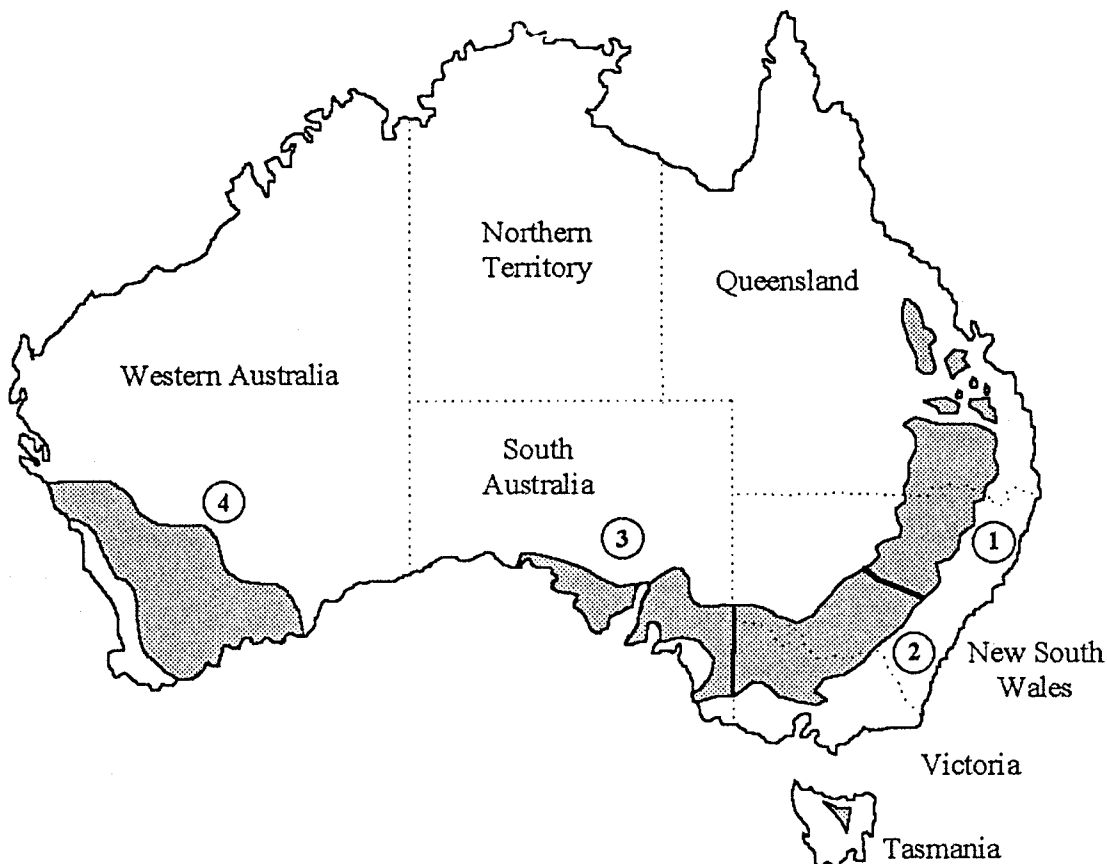 Northern
Territory
Queensland
Western Australia
South
Australia
4
3
1
2
New South
Wales
Victoria
Tasmania